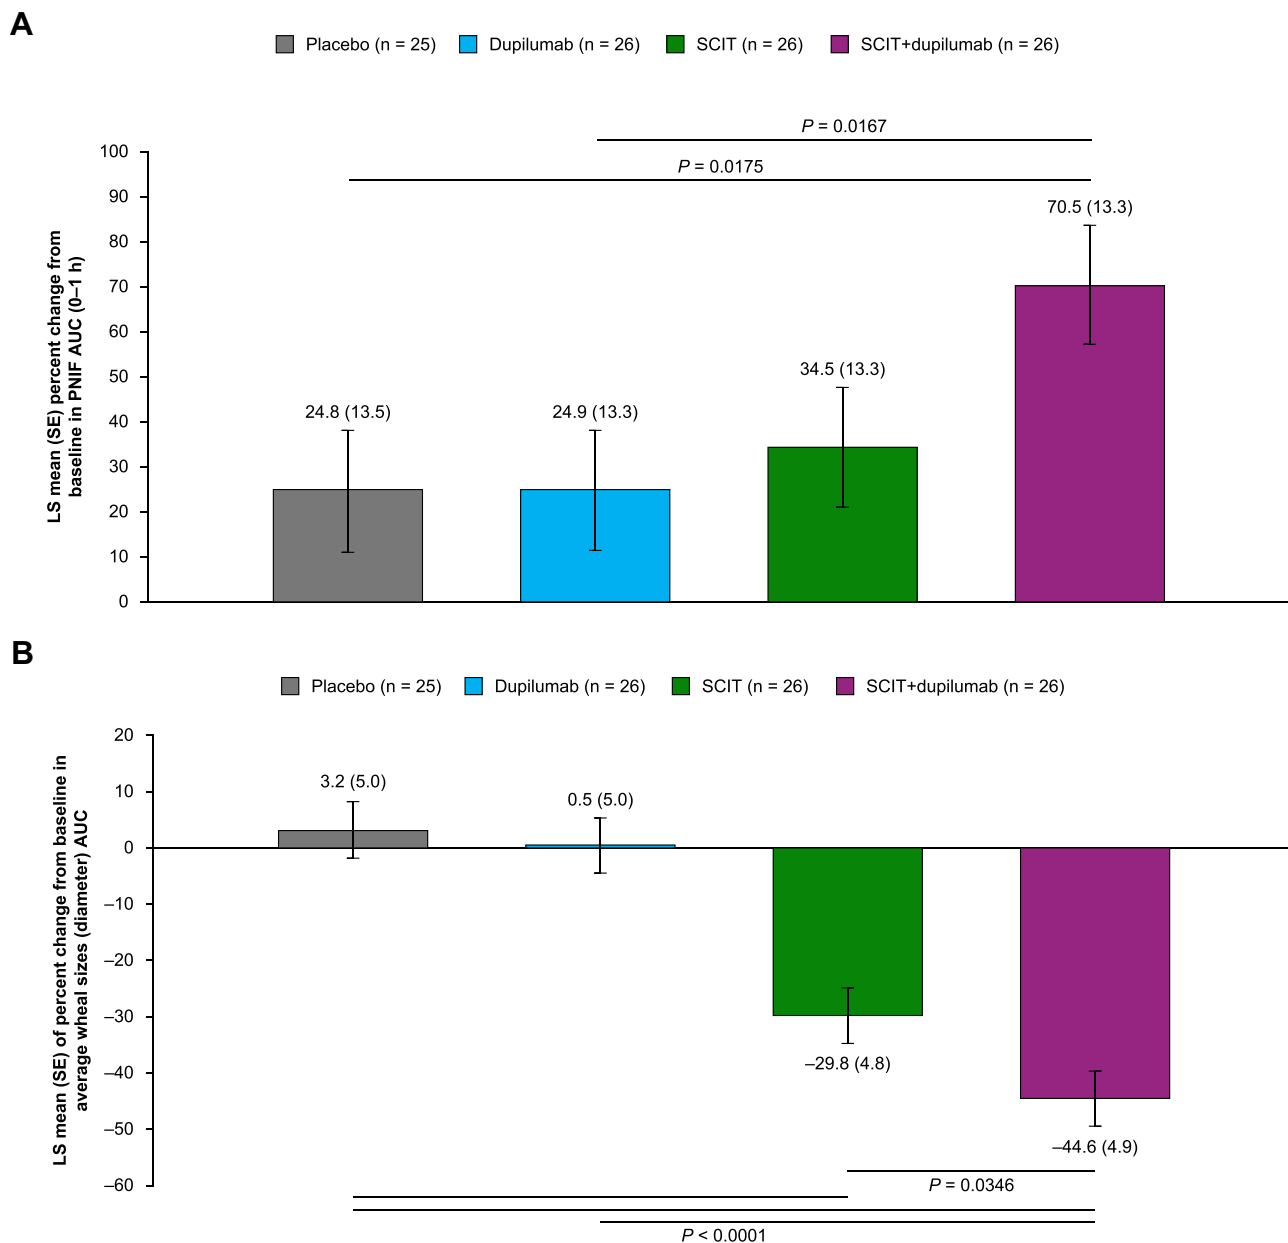 A
Placebo (n = 25) Dupilumab (n = 26) SCIT (n = 26) SCIT+dupilumab (n = 26)
LS mean (SE) percent change from
baseline in PNIF AUC (0–1 h)
100
90
80
70
60
50
40
30
20
10
0
P = 0.0167
P = 0.0175
24.8 (13.5)
24.9 (13.3)
34.5 (13.3)
70.5 (13.3)
B
Placebo (n = 25) Dupilumab (n = 26) SCIT (n = 26) SCIT+dupilumab (n = 26)
LS mean (SE) of percent change from baseline in
average wheal sizes (diameter) AUC
20
10
0
–10
–20
–30
–40
–50
–60
3.2 (5.0)
0.5 (5.0)
–29.8 (4.8)
–44.6 (4.9)
P = 0.0346
P < 0.0001